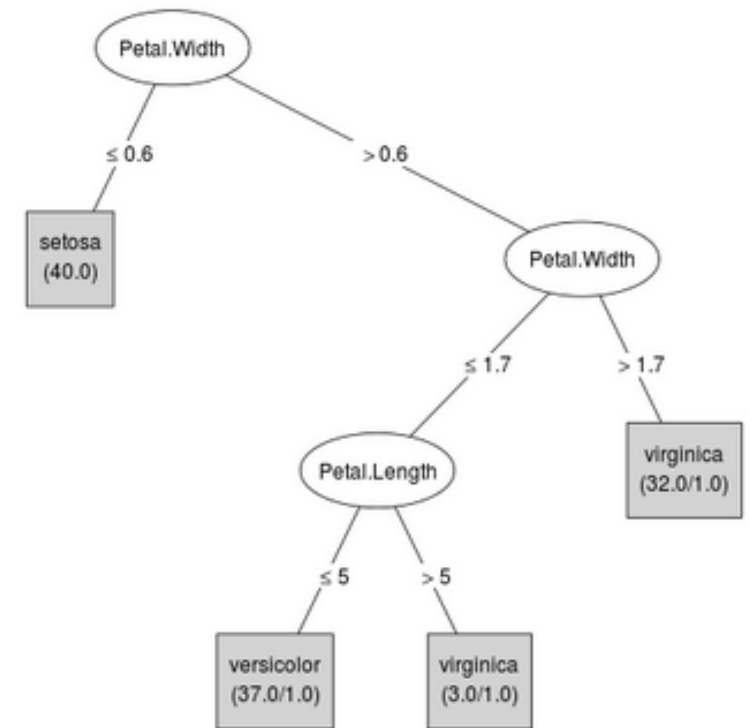 Petal.Width
≤ 0.6
> 0.6
setosa
(40.0)
Petal.Width
≤ 1.7
> 1.7
Petal.Length
virginica
(32.0/1.0)
≤ 5
> 5
versicolor
(37.0/1.0)
virginica
(3.0/1.0)